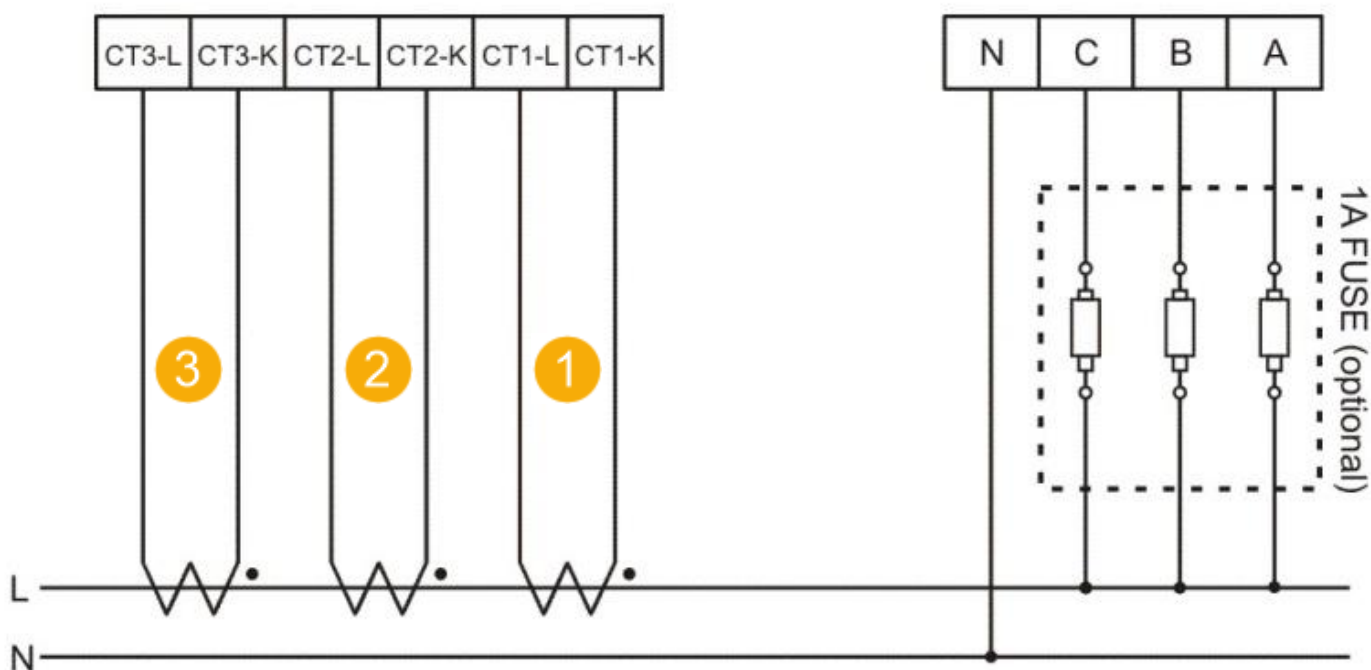 CT3-L CT3-K CT2-L CT2-K CT1-L CT1-K
N C B A
1A FUSE (optional)
3 2 1
L
N